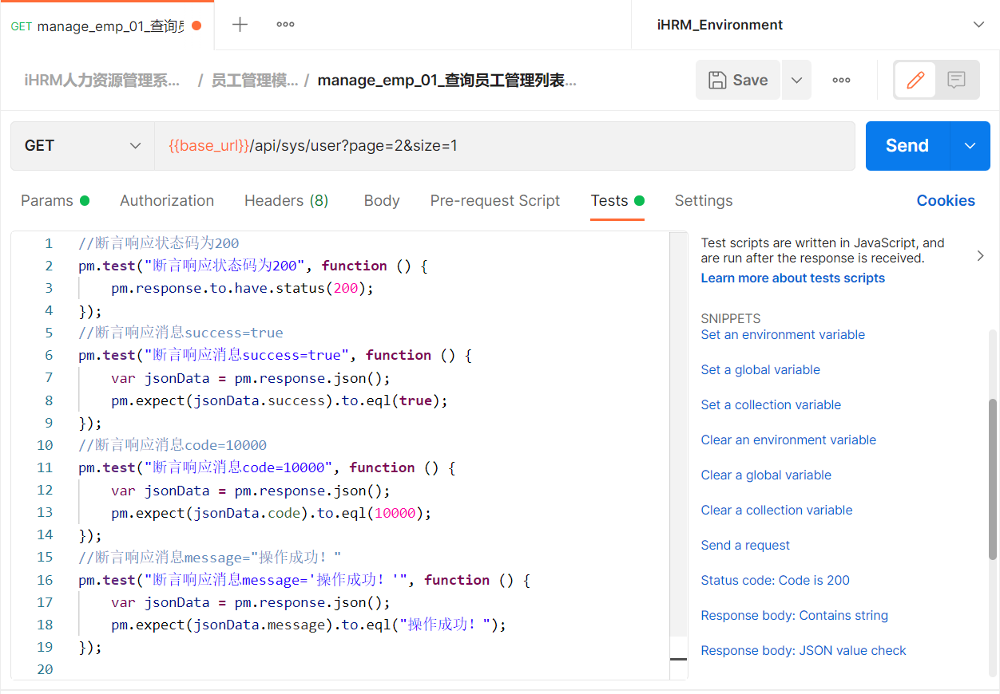 GET manage_emp_01_查询
iHRM_Environment
iHRM人力资源管理系... / 员工管理模... / manage_emp_01_查询员工管理列表...
Save
GET
{{base_url}}/api/sys/user?page=2&size=1
Send
Params
Authorization
Headers (8)
Body
Pre-request Script
Tests
Settings
Cookies
1 //断言响应状态码为200
2 pm.test("断言响应状态码为200", function () {
3 pm.response.to.have.status(200);
4 });
5 //断言响应消息success=true
6 pm.test("断言响应消息success=true", function () {
7 var jsonData = pm.response.json();
8 pm.expect(jsonData.success).to.eql(true);
9 });
10 //断言响应消息code=10000
11 pm.test("断言响应消息code=10000", function () {
12 var jsonData = pm.response.json();
13 pm.expect(jsonData.code).to.eql(10000);
14 });
15 //断言响应消息message="操作成功！"
16 pm.test("断言响应消息message='操作成功！'", function () {
17 var jsonData = pm.response.json();
18 pm.expect(jsonData.message).to.eql("操作成功！");
19 });
20
Test scripts are written in JavaScript, and
are run after the response is received.
Learn more about tests scripts
SNIPPETS
Set an environment variable
Set a global variable
Set a collection variable
Clear an environment variable
Clear a global variable
Clear a collection variable
Send a request
Status code: Code is 200
Response body: Contains string
Response body: JSON value check